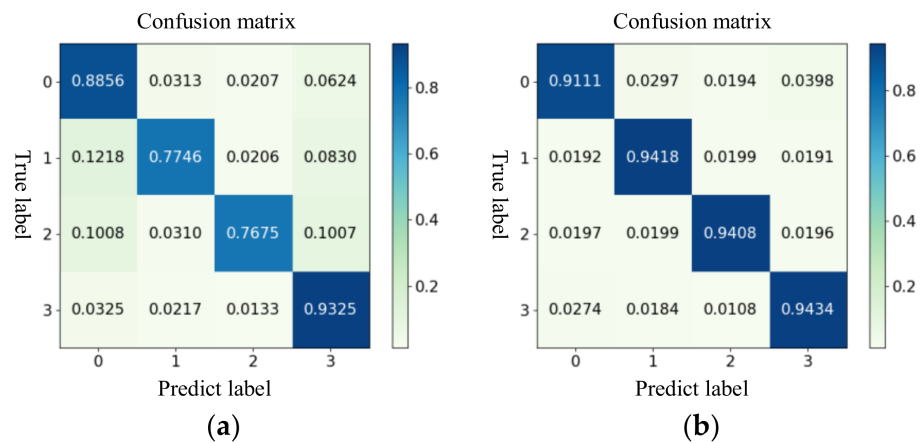 Confusion matrix
True label
0 0.8856 0.0313 0.0207 0.0624
1 0.1218 0.7746 0.0206 0.0830
2 0.1008 0.0310 0.7675 0.1007
3 0.0325 0.0217 0.0133 0.9325
0 1 2 3
Predict label
0.8
0.6
0.4
0.2
(a)
Confusion matrix
True label
0 0.9111 0.0297 0.0194 0.0398
1 0.0192 0.9418 0.0199 0.0191
2 0.0197 0.0199 0.9408 0.0196
3 0.0274 0.0184 0.0108 0.9434
0 1 2 3
Predict label
0.8
0.6
0.4
0.2
(b)